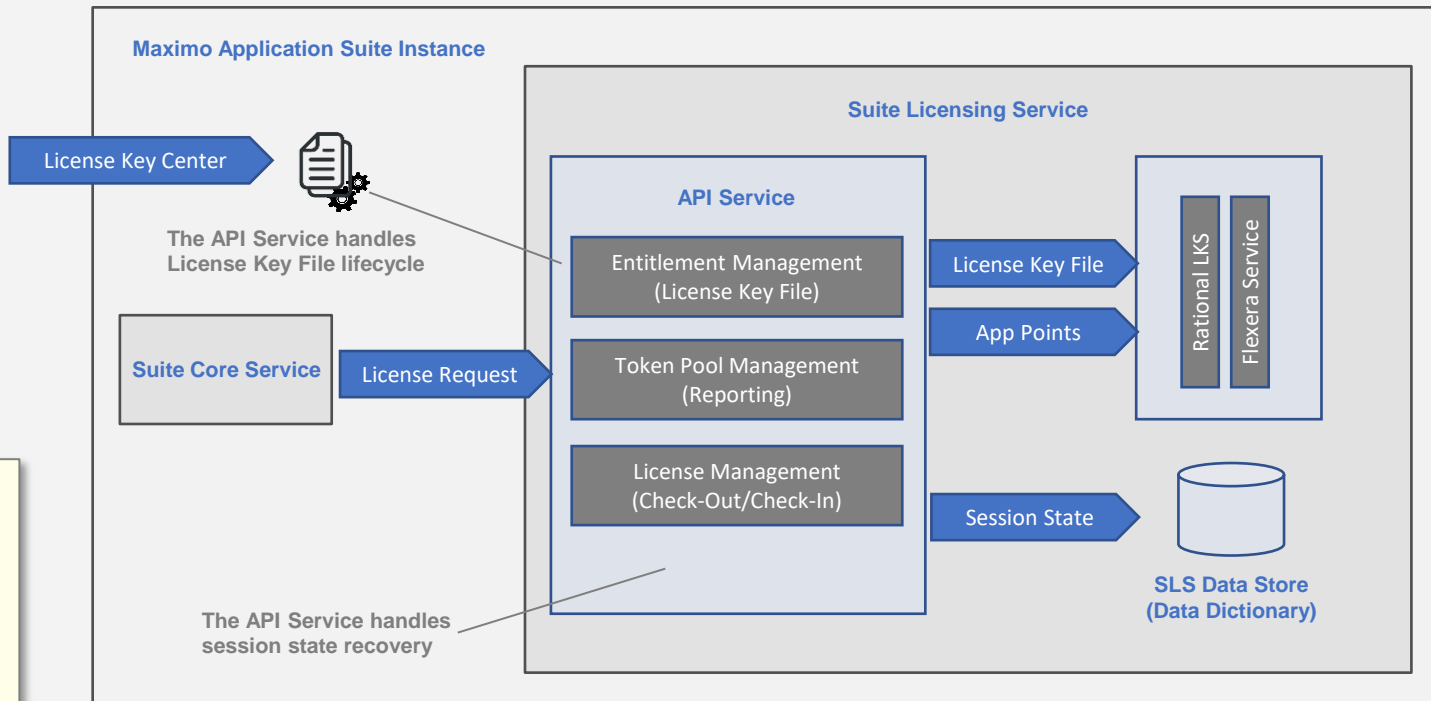 Maximo Application Suite Instance
Suite Licensing Service
License Key Center
The API Service handles
License Key File lifecycle
API Service
Entitlement Management
(License Key File)
License Key File
App Points
Rational LKS
Flexera Service
Suite Core Service
License Request
Token Pool Management
(Reporting)
License Management
(Check-Out/Check-In)
Session State
SLS Data Store
(Data Dictionary)
The API Service handles
session state recovery